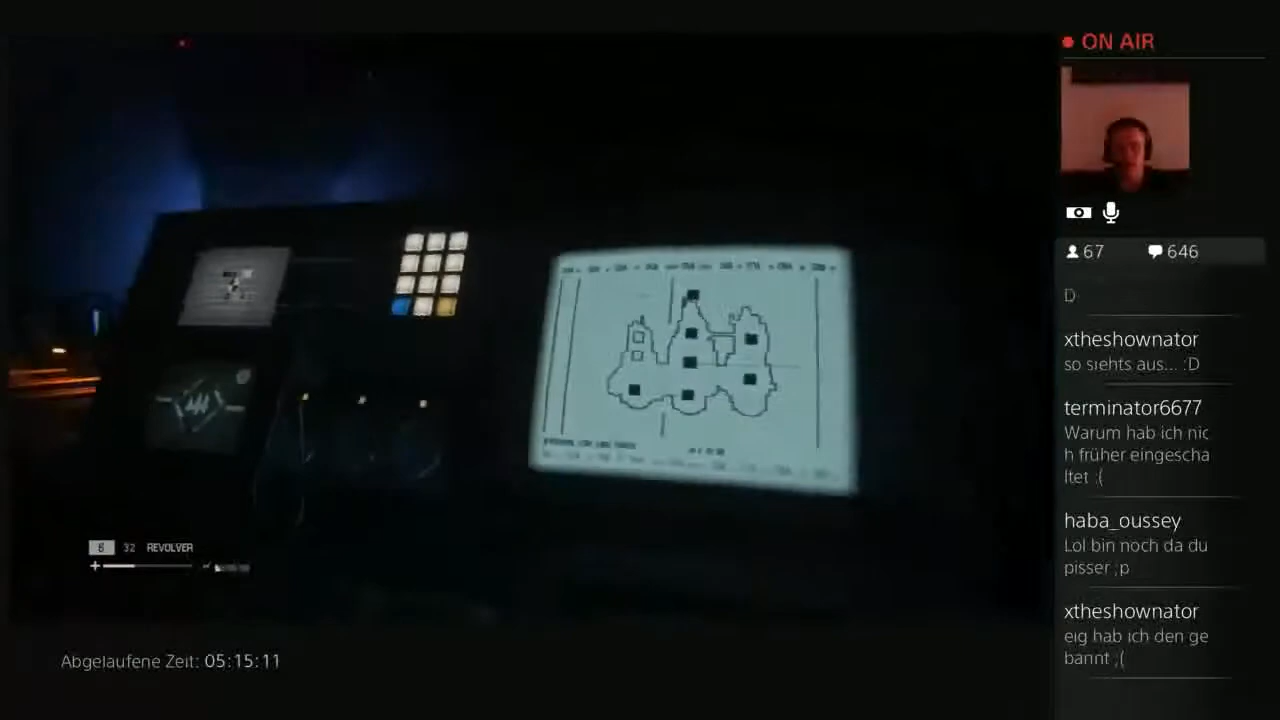 ON AIR
67 646
D
xtheshownator
so siehts aus... :D
terminator6677
Warum hab ich nic
h früher eingescha
ltet :(
haba_oussey
Lol bin noch da du
pisser ;p
xtheshownator
eig hab ich den ge
bannt ;(
6 32 REVOLVER
Abgelaufene Zeit: 05:15:11